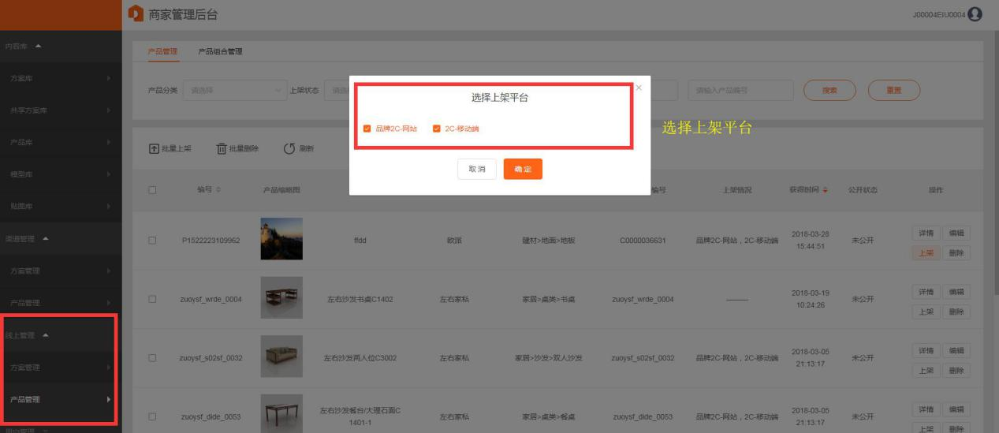 商家管理后台
J00004EIU0004
内容库
方案库
共享方案库
产品库
模型库
贴图库
渠道管理
方案管理
产品管理
线上管理
方案管理
产品管理
产品管理 产品组合管理
产品分类 请选择 上架状态 请选 请输入产品编号 搜索 重置
选择上架平台
品牌2C-网站 2C-移动端
取消 确定
选择上架平台
批量上架 批量删除 刷新
编号 产品缩略图 编号 上架情况 获得时间 公开状态 操作
P1522223109962 ffdd 欧派 建材>地面>地板 C0000036631 品牌2C-网站，2C-移动端 2018-03-28 未公开 详情 编辑
15:44:51 上架 删除
zuoysf_wrde_0004 左右沙发书桌C1402 左右家私 家居>桌类>书桌 zuoysf_wrde_0004 ——— 2018-03-19 未公开 详情 编辑
10:24:26 上架 删除
zuoysf_s02sf_0032 左右沙发两人位C3002 左右家私 家居>沙发>双人沙发 zuoysf_s02sf_0032 品牌2C-网站，2C-移动端 2018-03-05 未公开 详情 编辑
21:13:17 上架 删除
zuoysf_dide_0053 左右沙发餐台/大理石面C 左右家私 家居>桌类>餐桌 zuoysf_dide_0053 品牌2C-网站，2C-移动端 2018-03-05 未公开 详情 编辑
1401-1 21:13:17 上架 删除